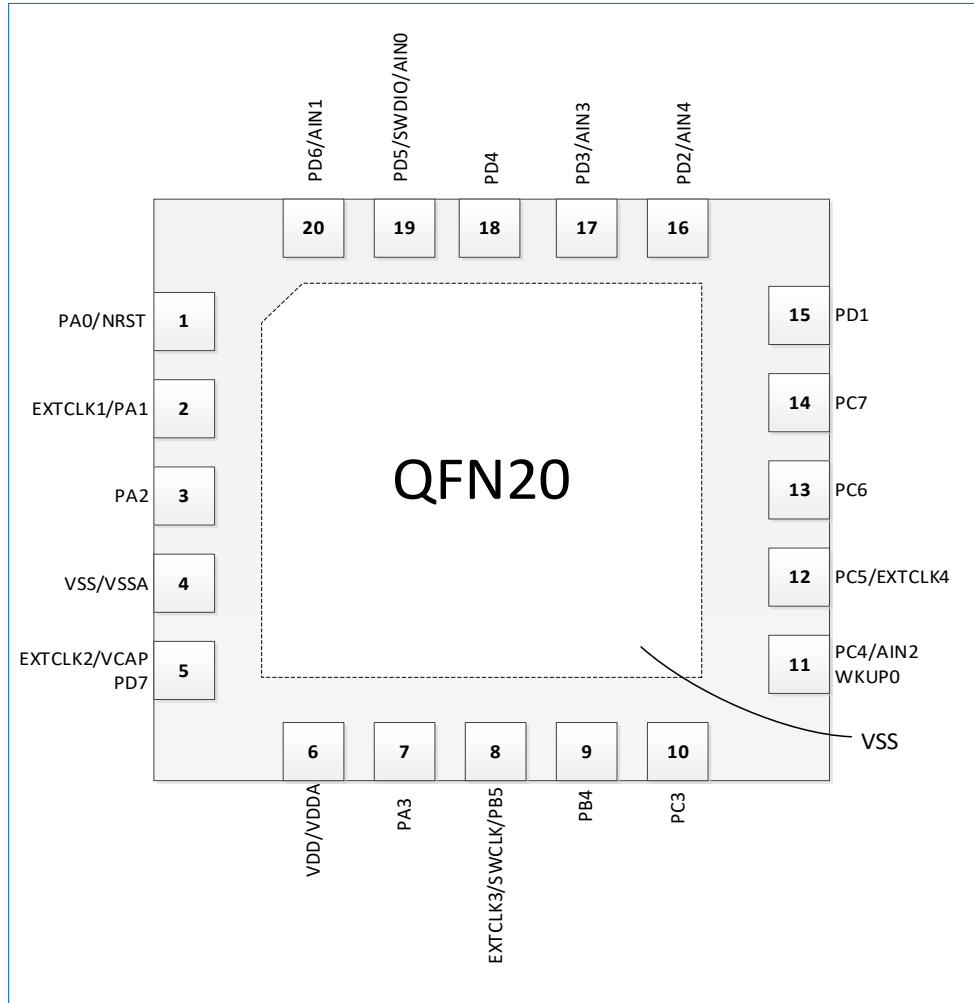 PD6/AIN1
PD5/SWDIO/AIN0
PD4
PD3/AIN3
PD2/AIN4
20
19
18
17
16
PA0/NRST
1
EXTCLK1/PA1
2
PA2
3
VSS/VSSA
4
EXTCLK2/VCAP
PD7
5
QFN20
15
PD1
14
PC7
13
PC6
12
PC5/EXTCLK4
11
PC4/AIN2
WKUP0
VSS
6
7
8
9
10
VDD/VDDA
PA3
EXTCLK3/SWCLK/PB5
PB4
PC3